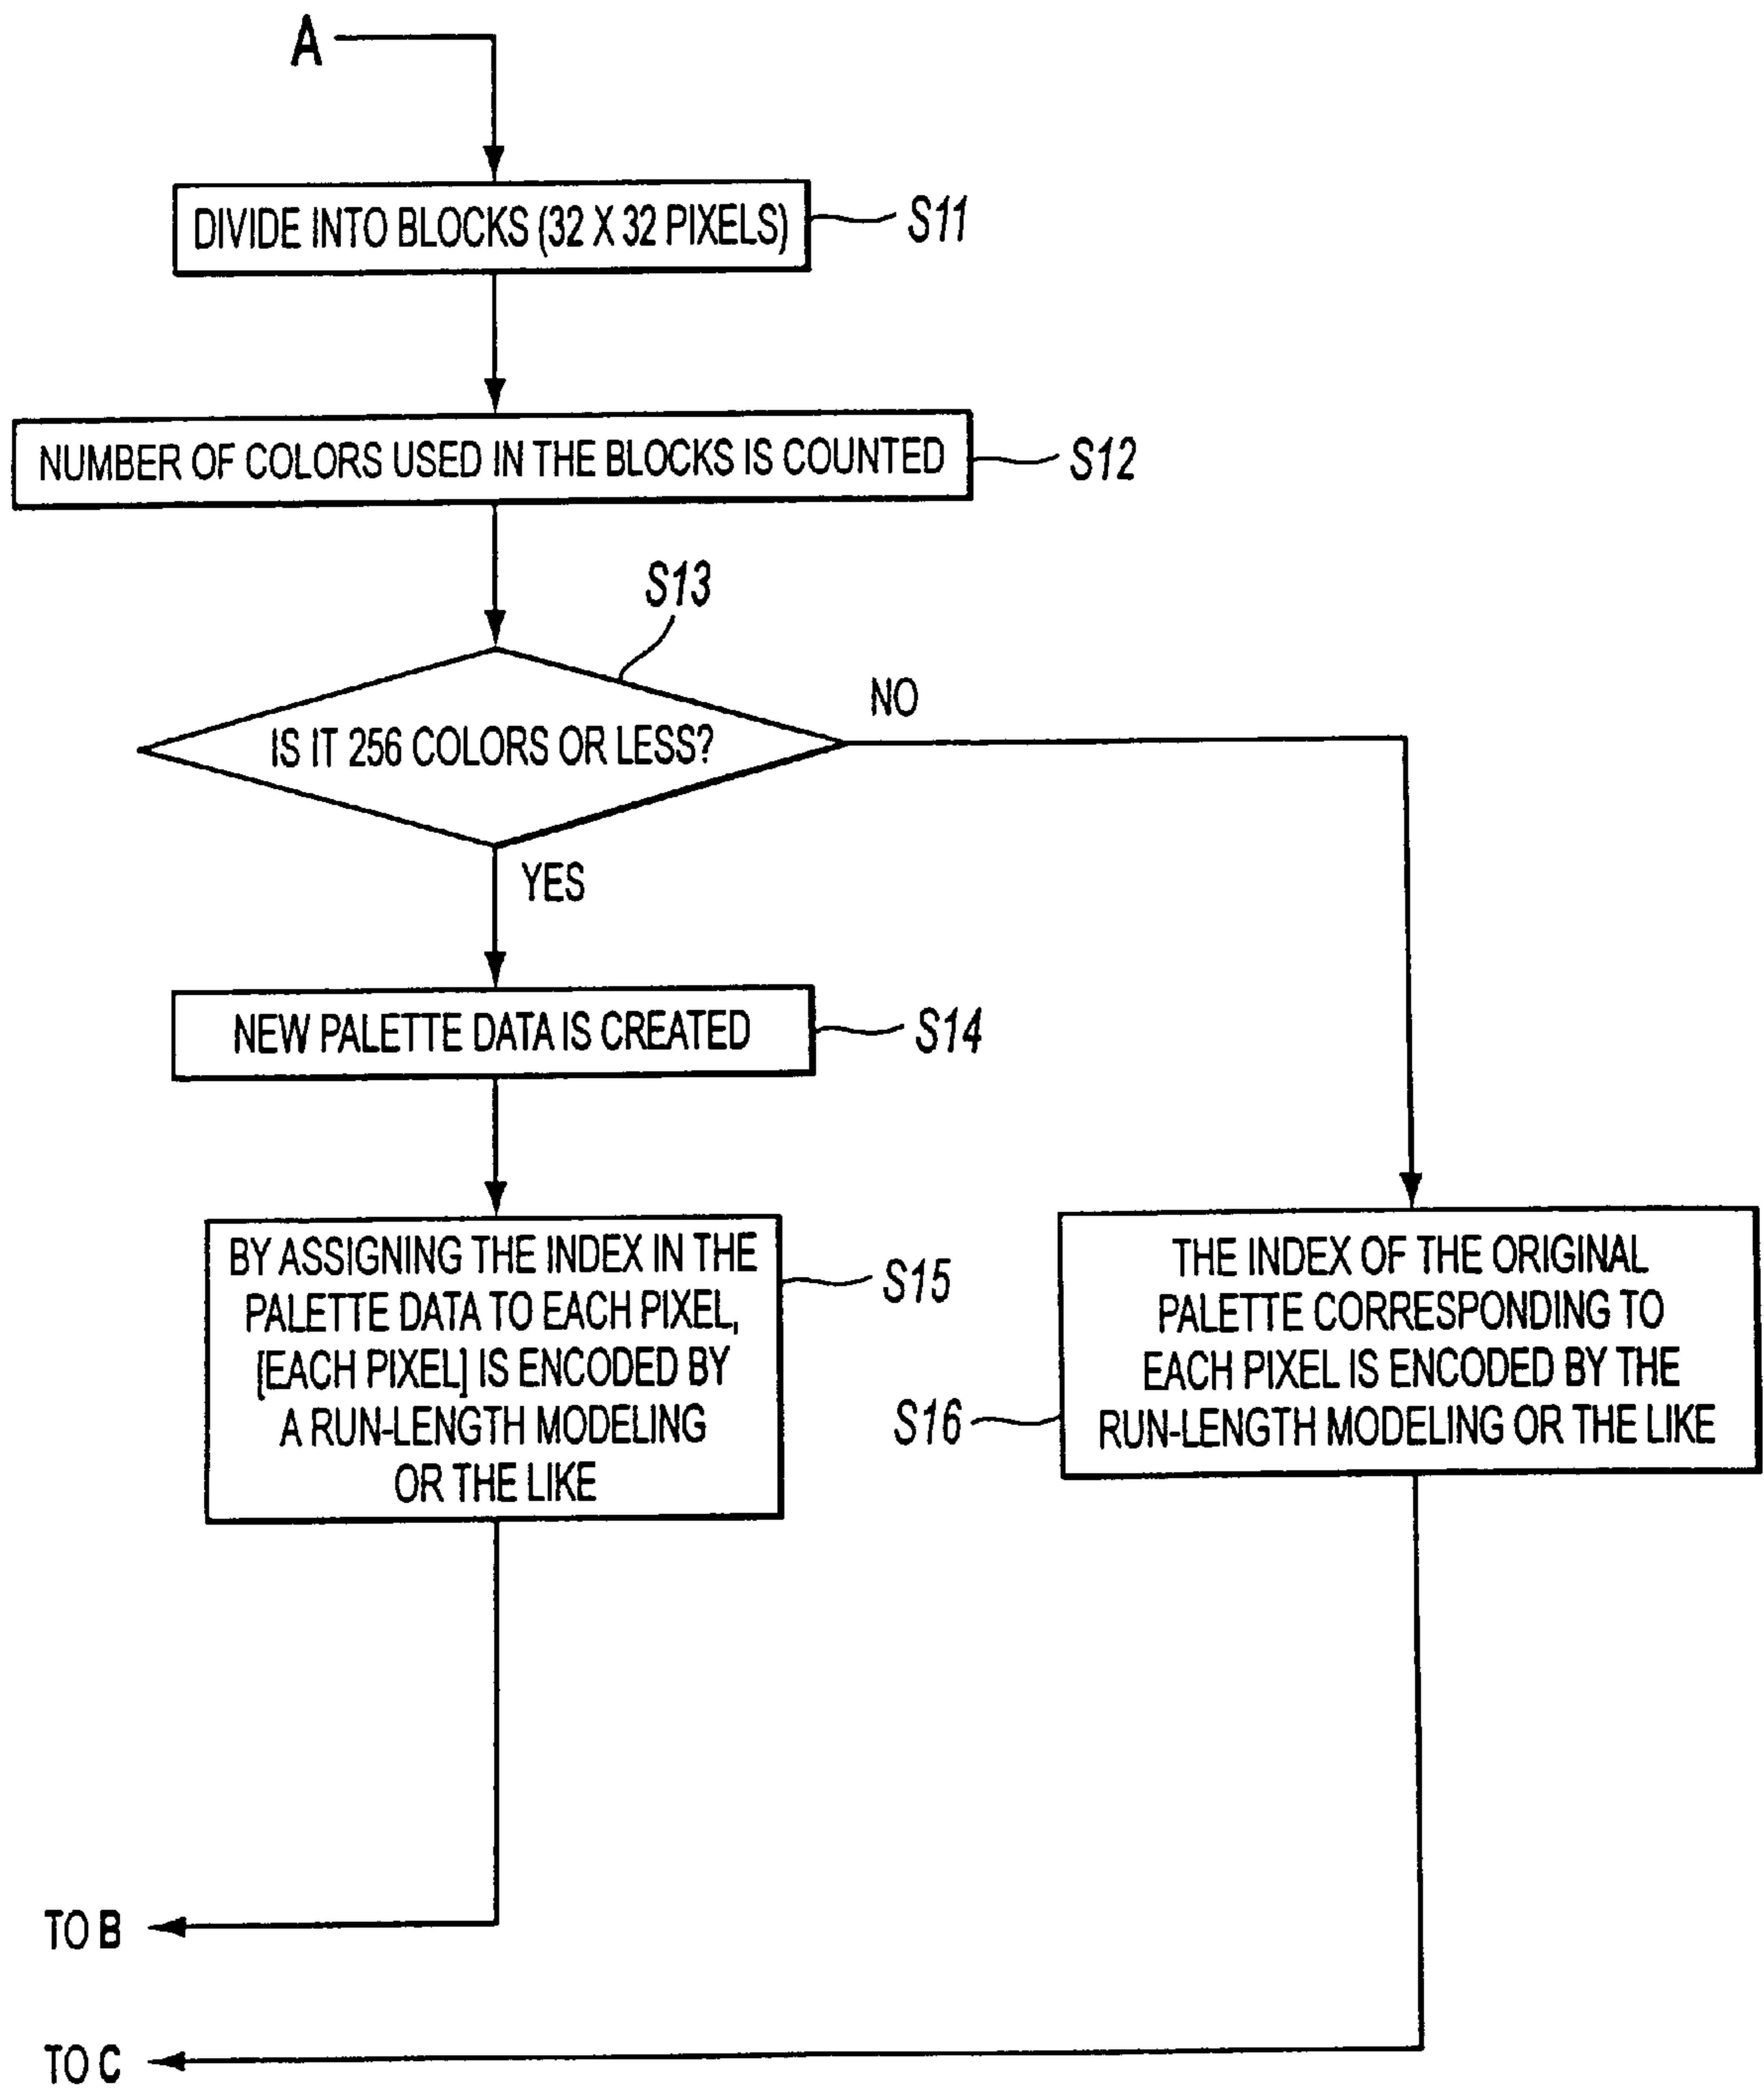 A
DIVIDE INTO BLOCKS (32 X 32 PIXELS)
S11
NUMBER OF COLORS USED IN THE BLOCKS IS COUNTED
S12
S13
IS IT 256 COLORS OR LESS?
NO
YES
NEW PALETTE DATA IS CREATED
S14
BY ASSIGNING THE INDEX IN THE
PALETTE DATA TO EACH PIXEL,
[EACH PIXEL] IS ENCODED BY
A RUN-LENGTH MODELING
OR THE LIKE
S15
THE INDEX OF THE ORIGINAL
PALETTE CORRESPONDING TO
EACH PIXEL IS ENCODED BY THE
RUN-LENGTH MODELING OR THE LIKE
S16
TO B
TO C